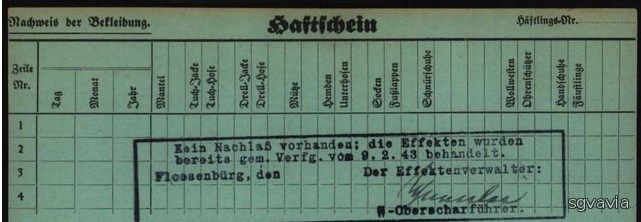 Nachweis der Bekleidung.
Haftschein
Häftlings-Nr.
Zeile Nr.
Tag
Monat
Jahr
Mantel
Tuch-Jacke
Tuch-Hose
Drell-Jacke
Drell-Hose
Mütze
Hemden
Unterhosen
Socken
Fußlappen
Schnürschuhe
Wollwesten
Ohrenschützer
Handschuhe
Fäustlinge
1
2
3
4
Kein Nachlaß vorhanden; die Effekten wurden
bereits gem. Verfg. vom 9.2.43 behandelt.
Flossenbürg, den
Der Effektenverwalter:
ᛋᛋ-Oberscharführer.
sgvavia